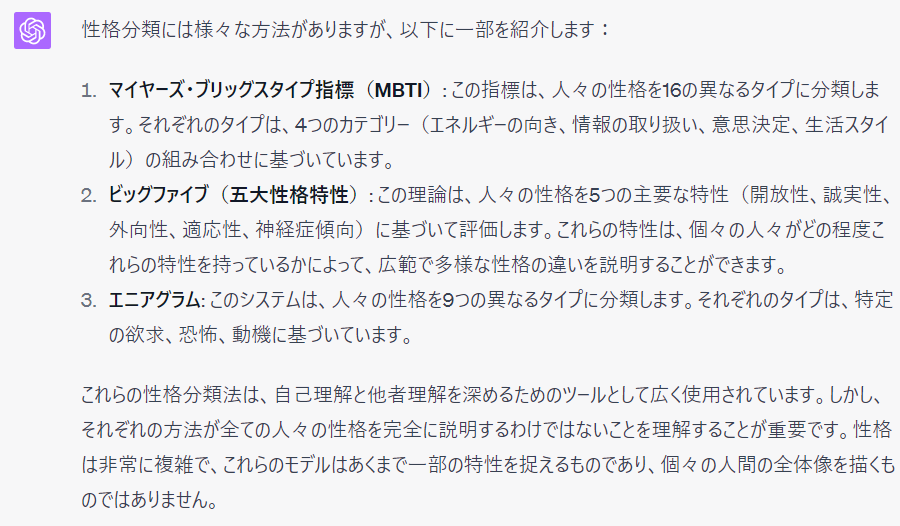 性格分類には様々な方法がありますが、以下に一部を紹介します：
1. マイヤーズ・ブリッグスタイプ指標（MBTI）: この指標は、人々の性格を16の異なるタイプに分類しま
す。それぞれのタイプは、4つのカテゴリー（エネルギーの向き、情報の取り扱い、意思決定、生活スタイ
ル）の組み合わせに基づいています。
2. ビッグファイブ（五大性格特性）: この理論は、人々の性格を5つの主要な特性（開放性、誠実性、
外向性、適応性、神経症傾向）に基づいて評価します。これらの特性は、個々の人々がどの程度こ
れらの特性を持っているかによって、広範で多様な性格の違いを説明することができます。
3. エニアグラム: このシステムは、人々の性格を9つの異なるタイプに分類します。それぞれのタイプは、特定
の欲求、恐怖、動機に基づいています。
これらの性格分類法は、自己理解と他者理解を深めるためのツールとして広く使用されています。しかし、
それぞれの方法が全ての人々の性格を完全に説明するわけではないことを理解することが重要です。性格
は非常に複雑で、これらのモデルはあくまで一部の特性を捉えるものであり、個々の人間の全体像を描くも
のではありません。